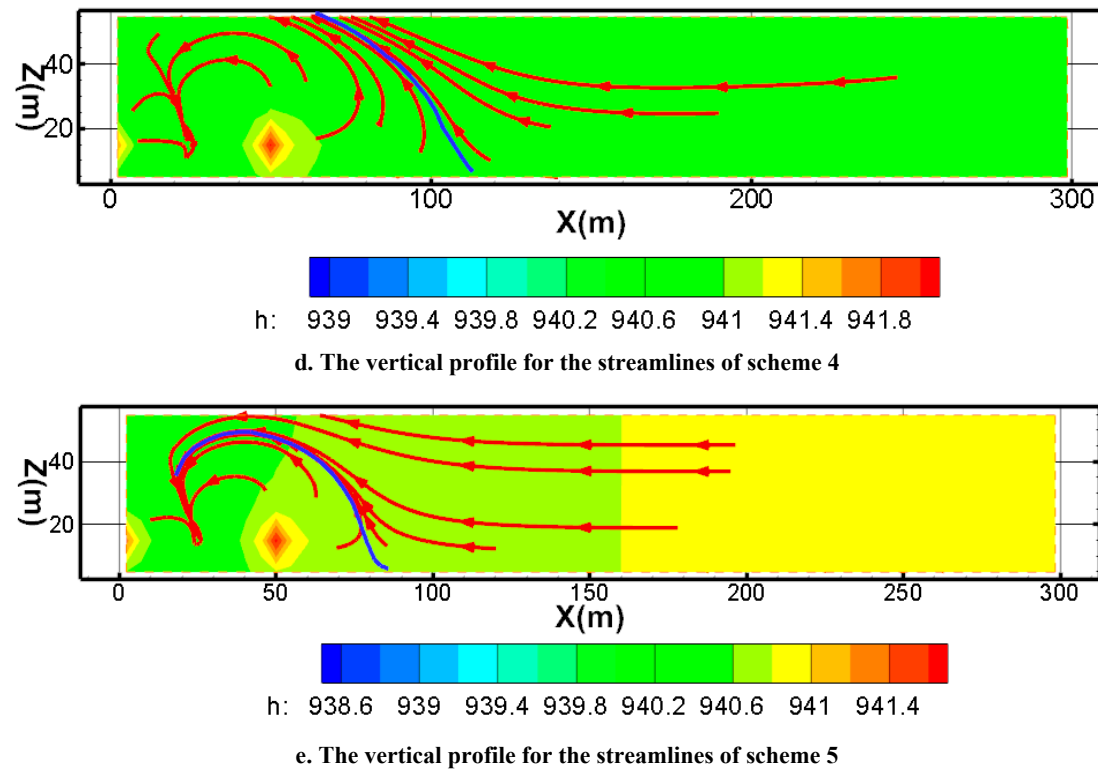 Z(m)
40
20
0
100
200
300
X(m)
h: 939 939.4 939.8 940.2 940.6 941 941.4 941.8
d. The vertical profile for the streamlines of scheme 4
Z(m)
40
20
0 50 100 150 200 250 300
X(m)
h: 938.6 939 939.4 939.8 940.2 940.6 941 941.4
e. The vertical profile for the streamlines of scheme 5